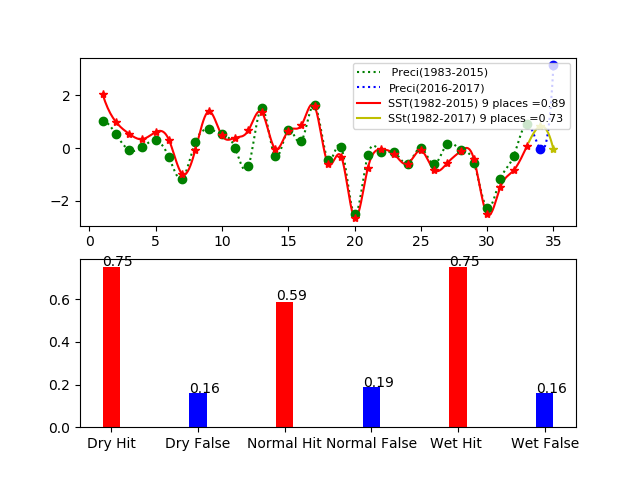 Preci(1983-2015)
Preci(2016-2017)
SST(1982-2015) 9 places =0.89
SSt(1982-2017) 9 places =0.73
2
0
−2
0 5 10 15 20 25 30 35
0.75 0.16 0.59 0.19 0.75 0.16
0.6
0.4
0.2
0.0
Dry Hit Dry False Normal Hit Normal False Wet Hit Wet False